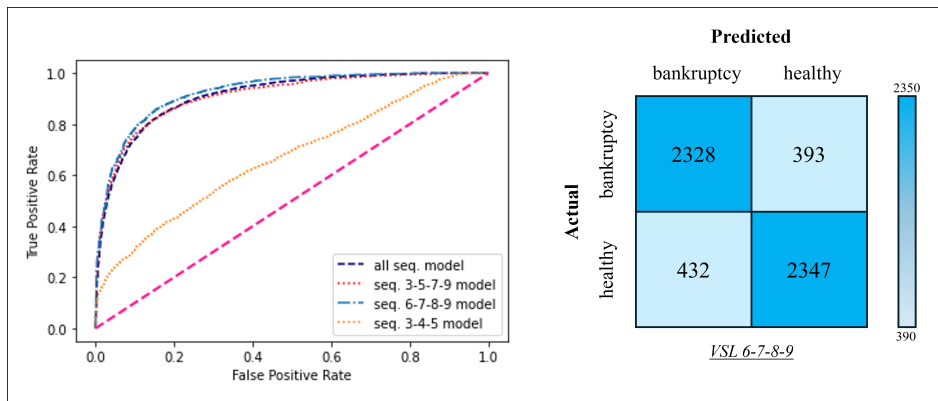 1.0
0.8
0.6
0.4
0.2
0.0
True Positive Rate
0.0 0.2 0.4 0.6 0.8 1.0
False Positive Rate
all seq. model
seq. 3-5-7-9 model
seq. 6-7-8-9 model
seq. 3-4-5 model
Predicted
bankruptcy healthy
Actual
bankruptcy
healthy
2328 393
432 2347
VSL 6-7-8-9
2350
390